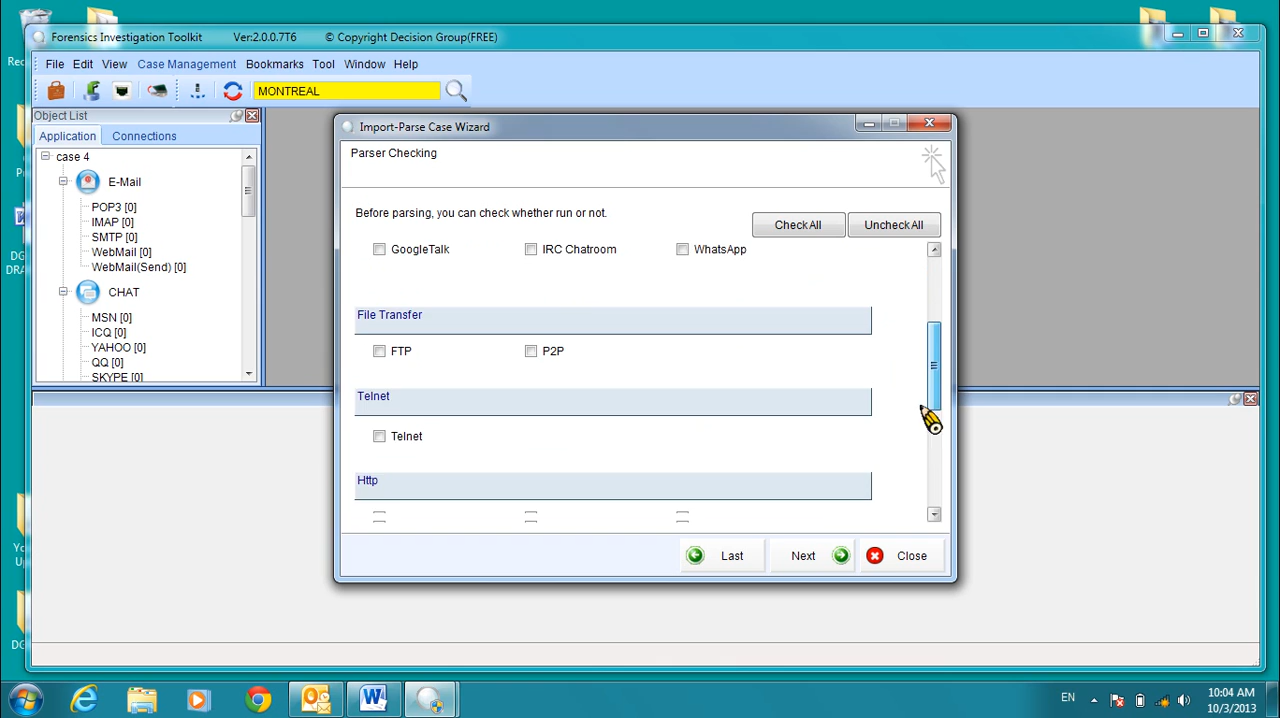 Forensics Investigation Toolkit Ver:2.0.0.7T6 © Copyright Decision Group(FREE)
File Edit View Case Management Bookmarks Tool Window Help
MONTREAL
Object List
Application Connections
case 4
E-Mail
POP3 [0]
IMAP [0]
SMTP [0]
WebMail [0]
WebMail(Send) [0]
CHAT
MSN [0]
ICQ [0]
YAHOO [0]
QQ [0]
SKYPE [0]
Import-Parse Case Wizard
Parser Checking
Before parsing, you can check whether run or not.
CheckAll UncheckAll
GoogleTalk IRC Chatroom WhatsApp
File Transfer
FTP P2P
Telnet
Telnet
Http
Last Next Close
EN
10:04 AM
10/3/2013